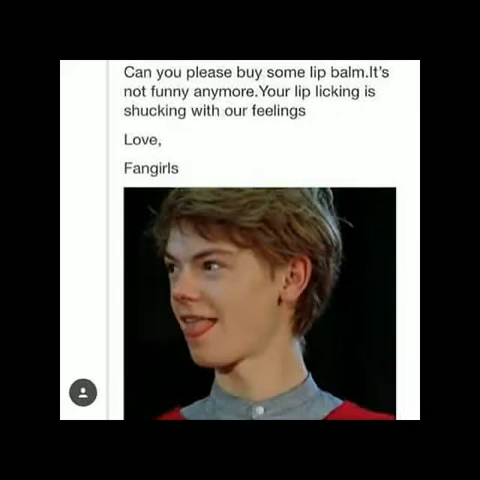 Can you please buy some lip balm.It's
not funny anymore.Your lip licking is
shucking with our feelings
Love,
Fangirls